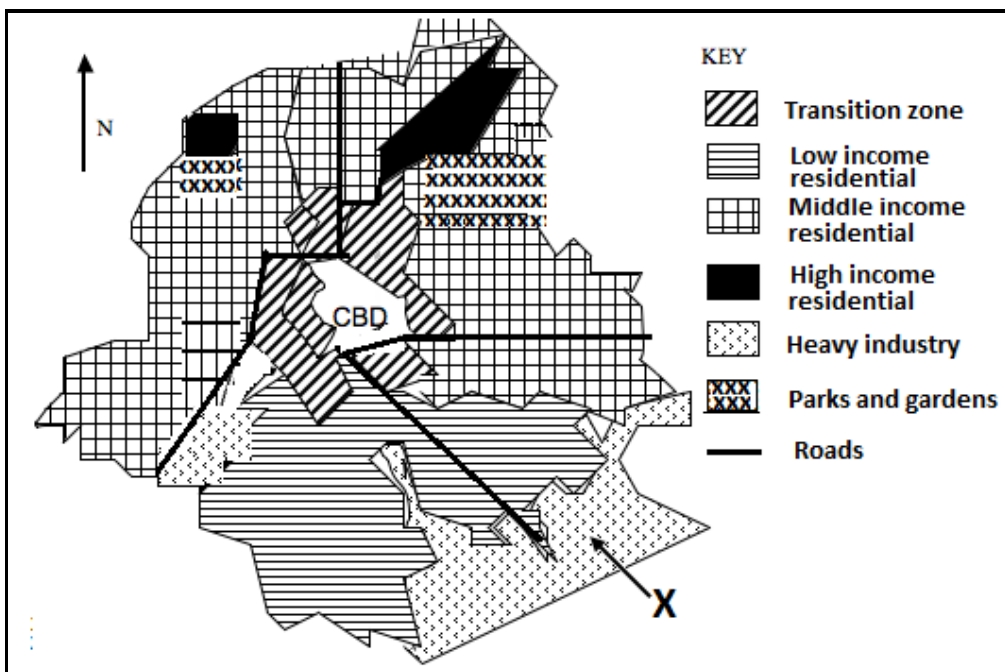 N
CBD
X
KEY
Transition zone
Low income
residential
Middle income
residential
High income
residential
Heavy industry
Parks and gardens
Roads